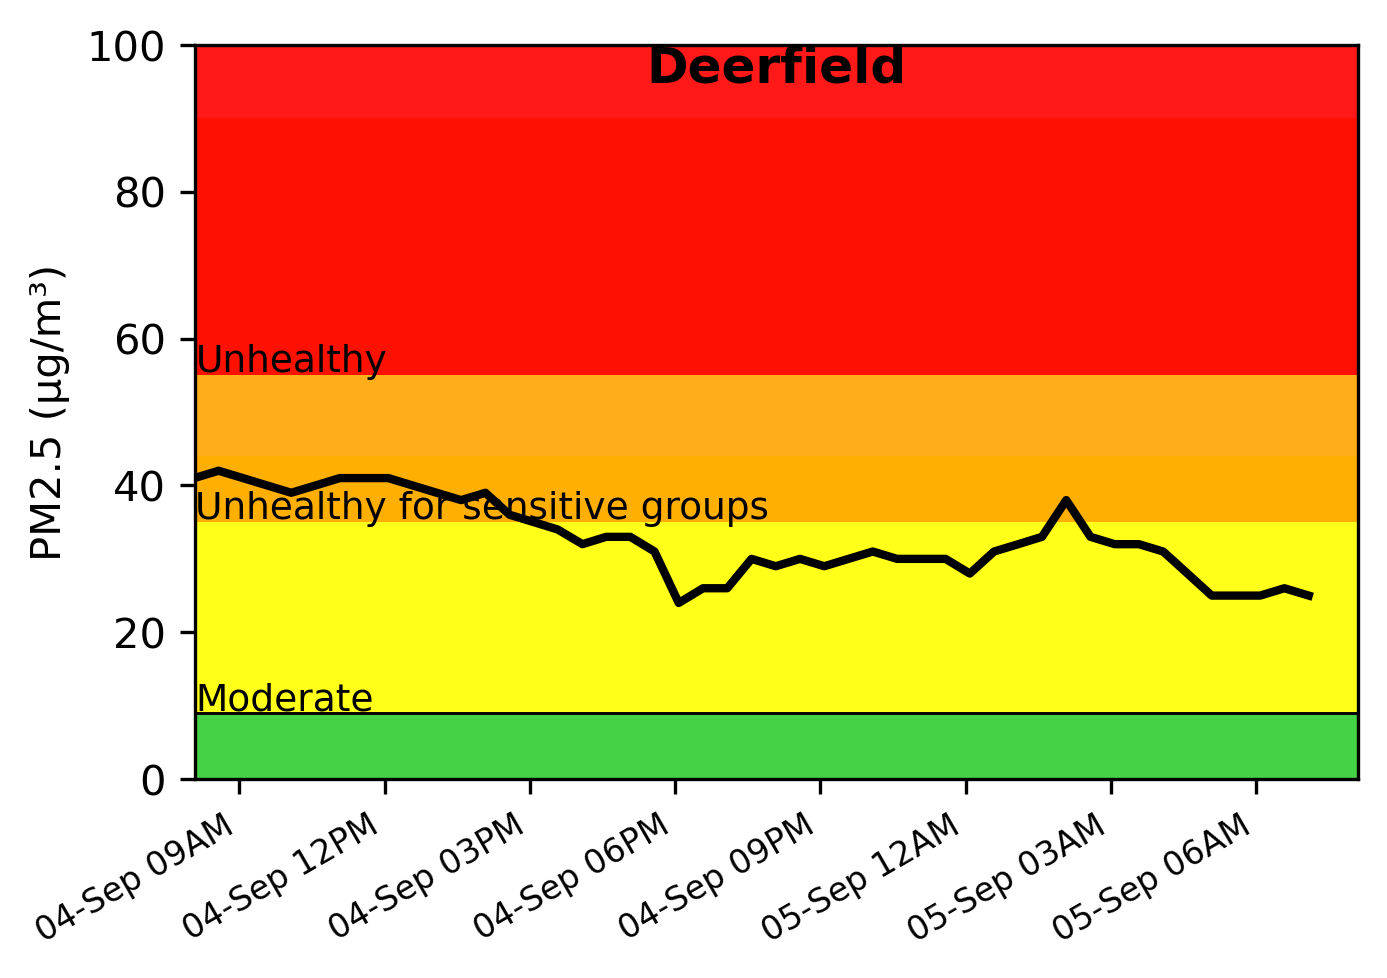 Deerfield
100
80
60
40
20
0
PM2.5 (µg/m³)
Unhealthy
Unhealthy for sensitive groups
Moderate
04-Sep 09AM
04-Sep 12PM
04-Sep 03PM
04-Sep 06PM
04-Sep 09PM
05-Sep 12AM
05-Sep 03AM
05-Sep 06AM